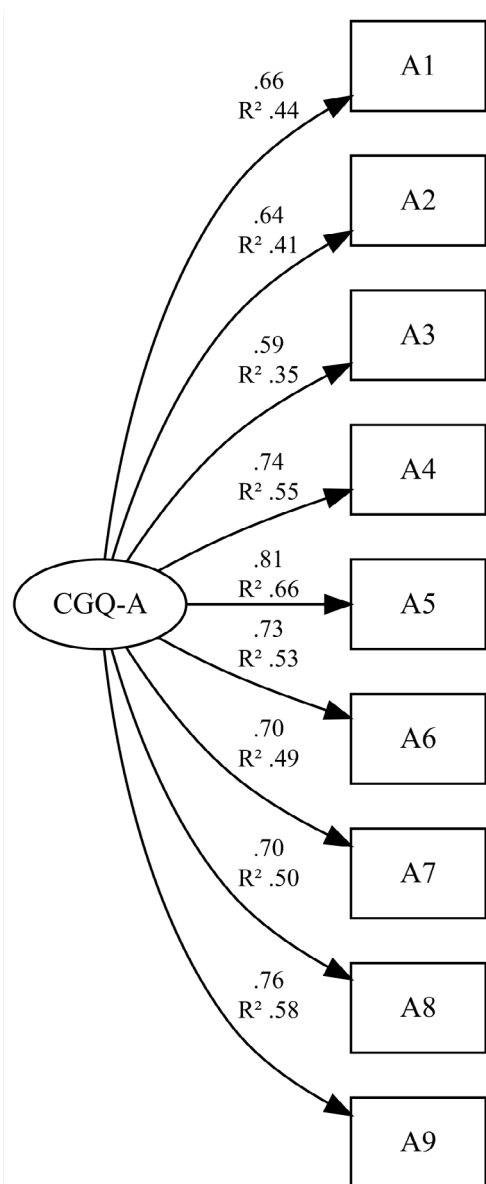 A1
.66
R² .44
A2
.64
R² .41
A3
.59
R² .35
A4
.74
R² .55
A5
.81
R² .66
CGQ-A
.73
R² .53
A6
.70
R² .49
A7
.70
R² .50
A8
.76
R² .58
A9